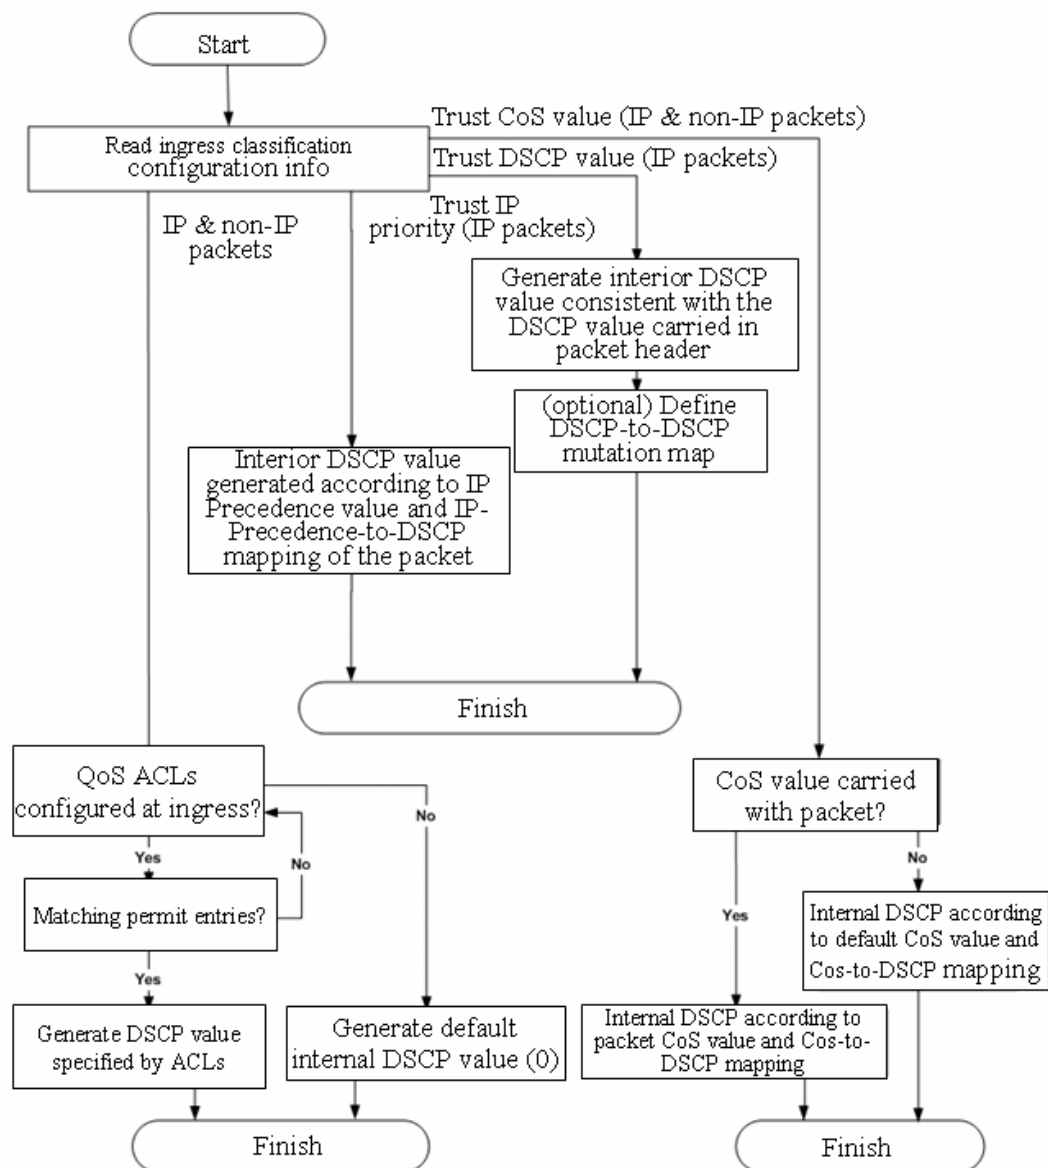 Start
Trust CoS value (IP & non-IP packets)
Read ingress classification
configuration info
Trust DSCP value (IP packets)
IP & non-IP
packets
Trust IP
priority (IP packets)
Generate interior DSCP
value consistent with the
DSCP value carried in
packet header
(optional) Define
DSCP-to-DSCP
mutation map
Interior DSCP value
generated according to IP
Precedence value and IP-
Precedence-to-DSCP
mapping of the packet
Finish
QoS ACLs
configured at ingress?
No
Yes
No
Matching permit entries?
Yes
Generate DSCP value
specified by ACLs
Generate default
internal DSCP value (0)
Finish
CoS value carried
with packet?
No
Yes
Internal DSCP according
to default CoS value and
Cos-to-DSCP mapping
Internal DSCP according to
packet CoS value and Cos-to-
DSCP mapping
Finish